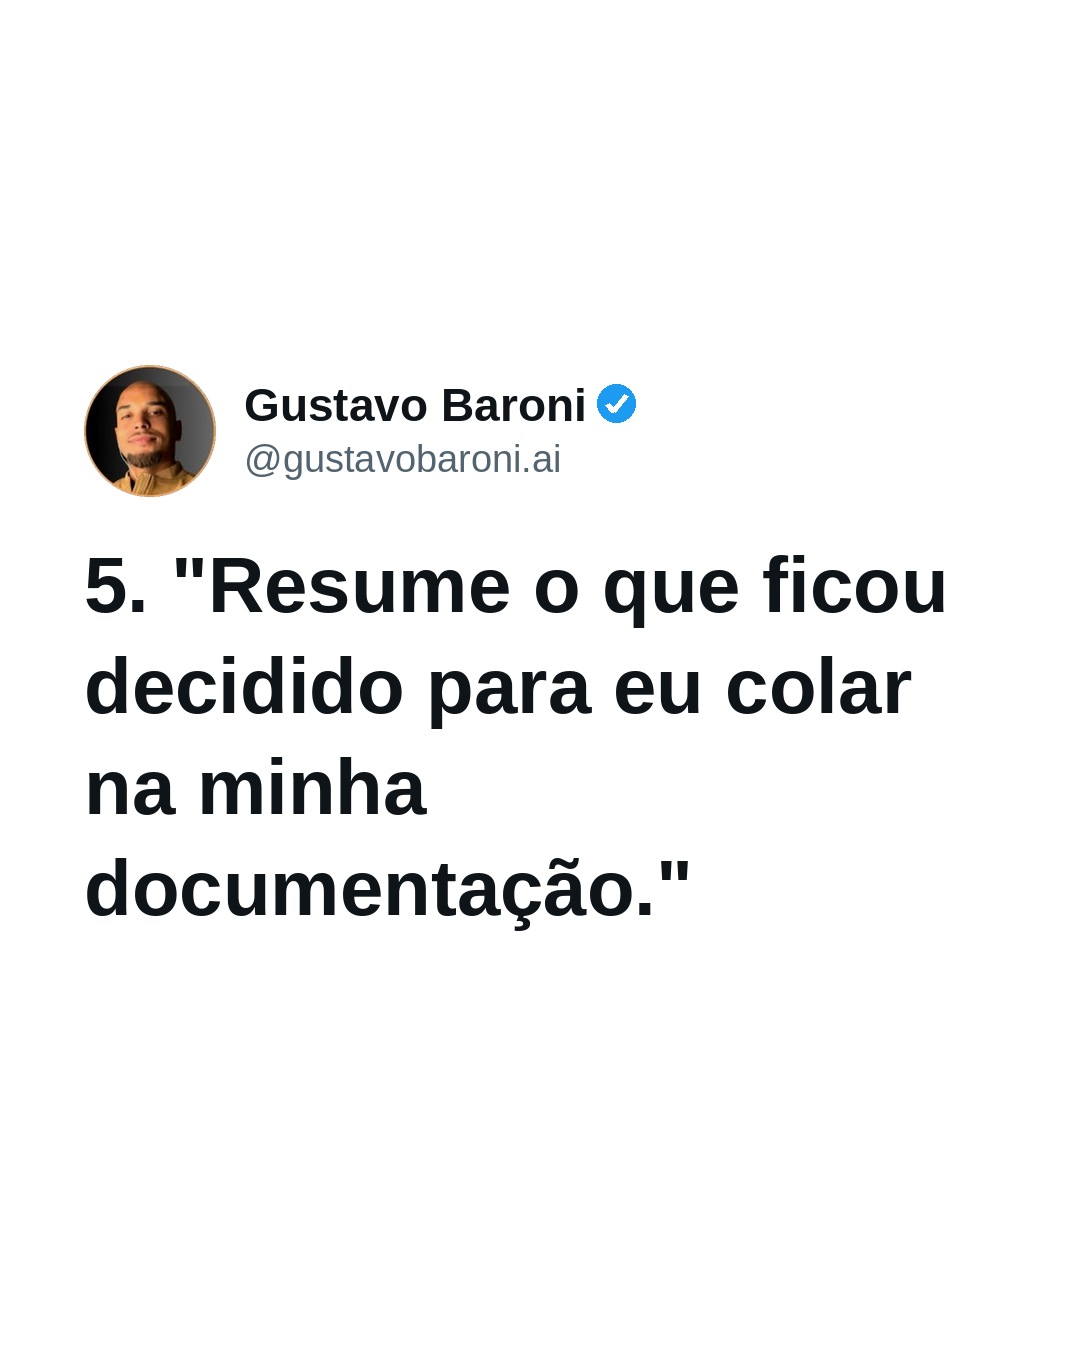 Gustavo Baroni
@gustavobaroni.ai
5. "Resume o que ficou
decidido para eu colar
na minha
documentação."